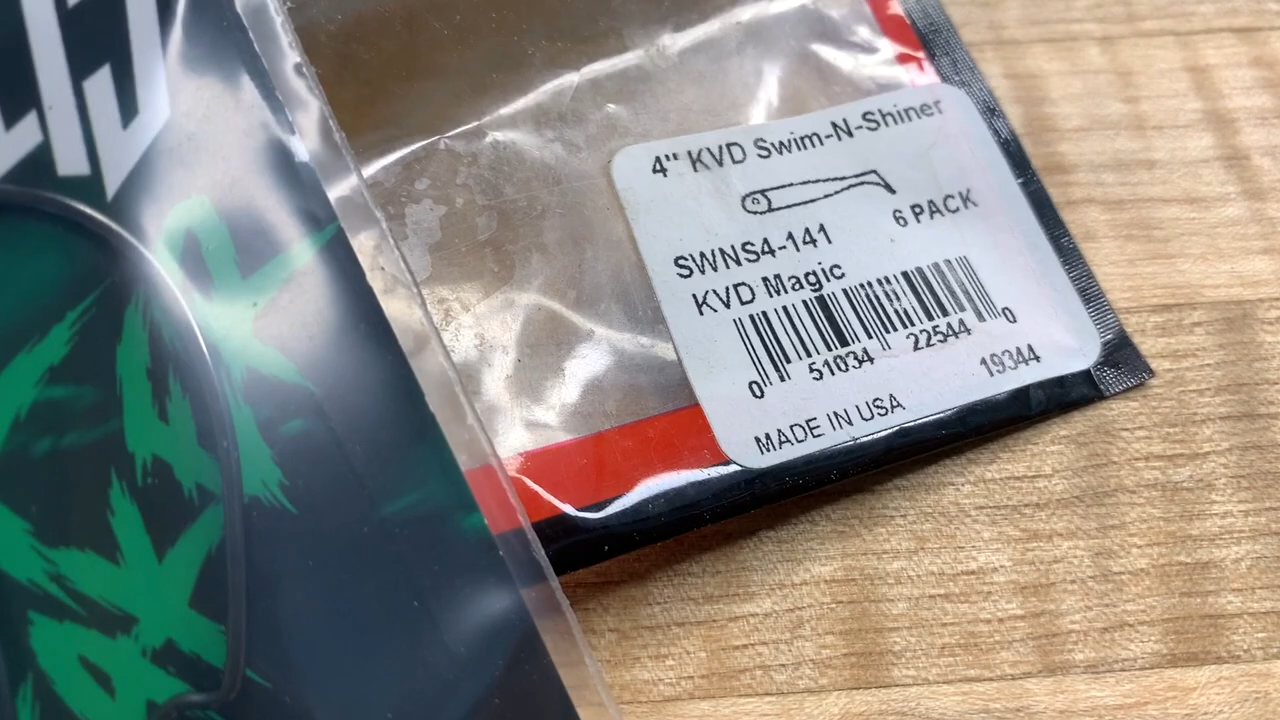 4" KVD Swim-N-Shiner
6 PACK
SWNS4-141
KVD Magic
0 51034 22544 0
19344
MADE IN USA